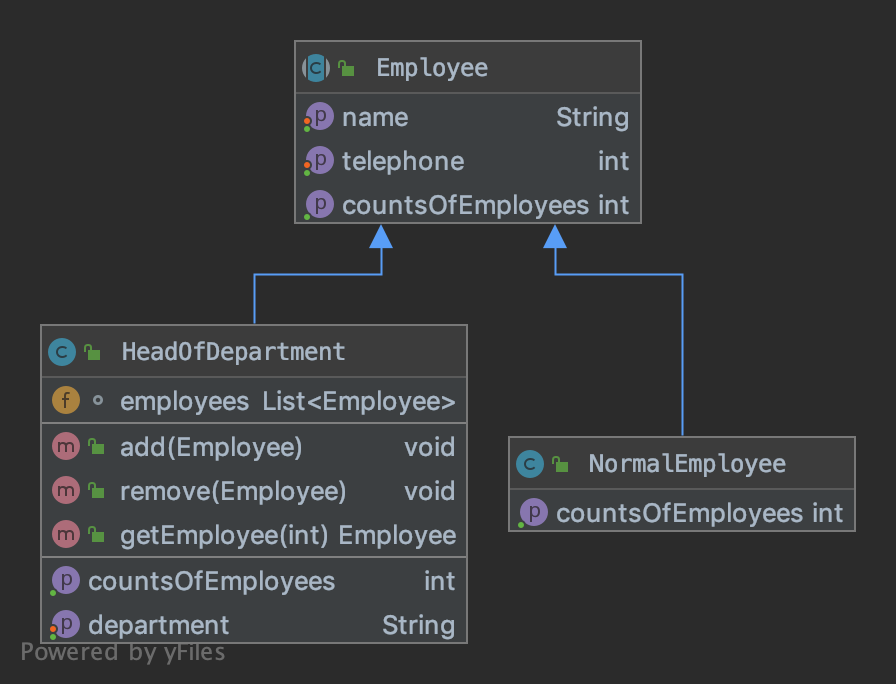 Employee
name String
telephone int
countsOfEmployees int
HeadOfDepartment
employees List<Employee>
add(Employee) void
remove(Employee) void
getEmployee(int) Employee
countsOfEmployees int
department String
NormalEmployee
countsOfEmployees int
Powered by yFiles